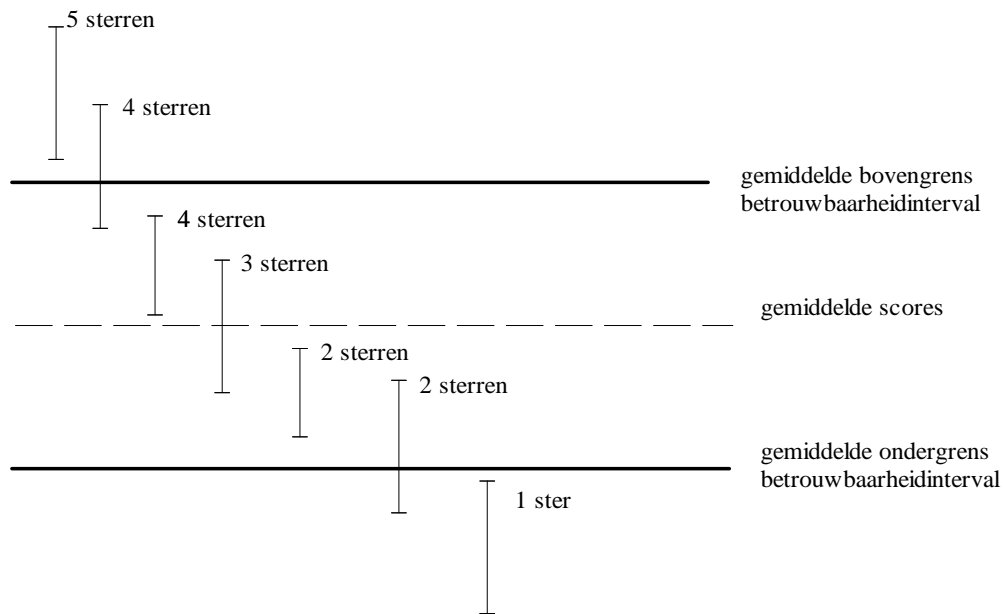 5 sterren
4 sterren
gemiddelde bovengrens
betrouwbaarheidinterval
4 sterren
3 sterren
gemiddelde scores
2 sterren
2 sterren
gemiddelde ondergrens
betrouwbaarheidinterval
1 ster